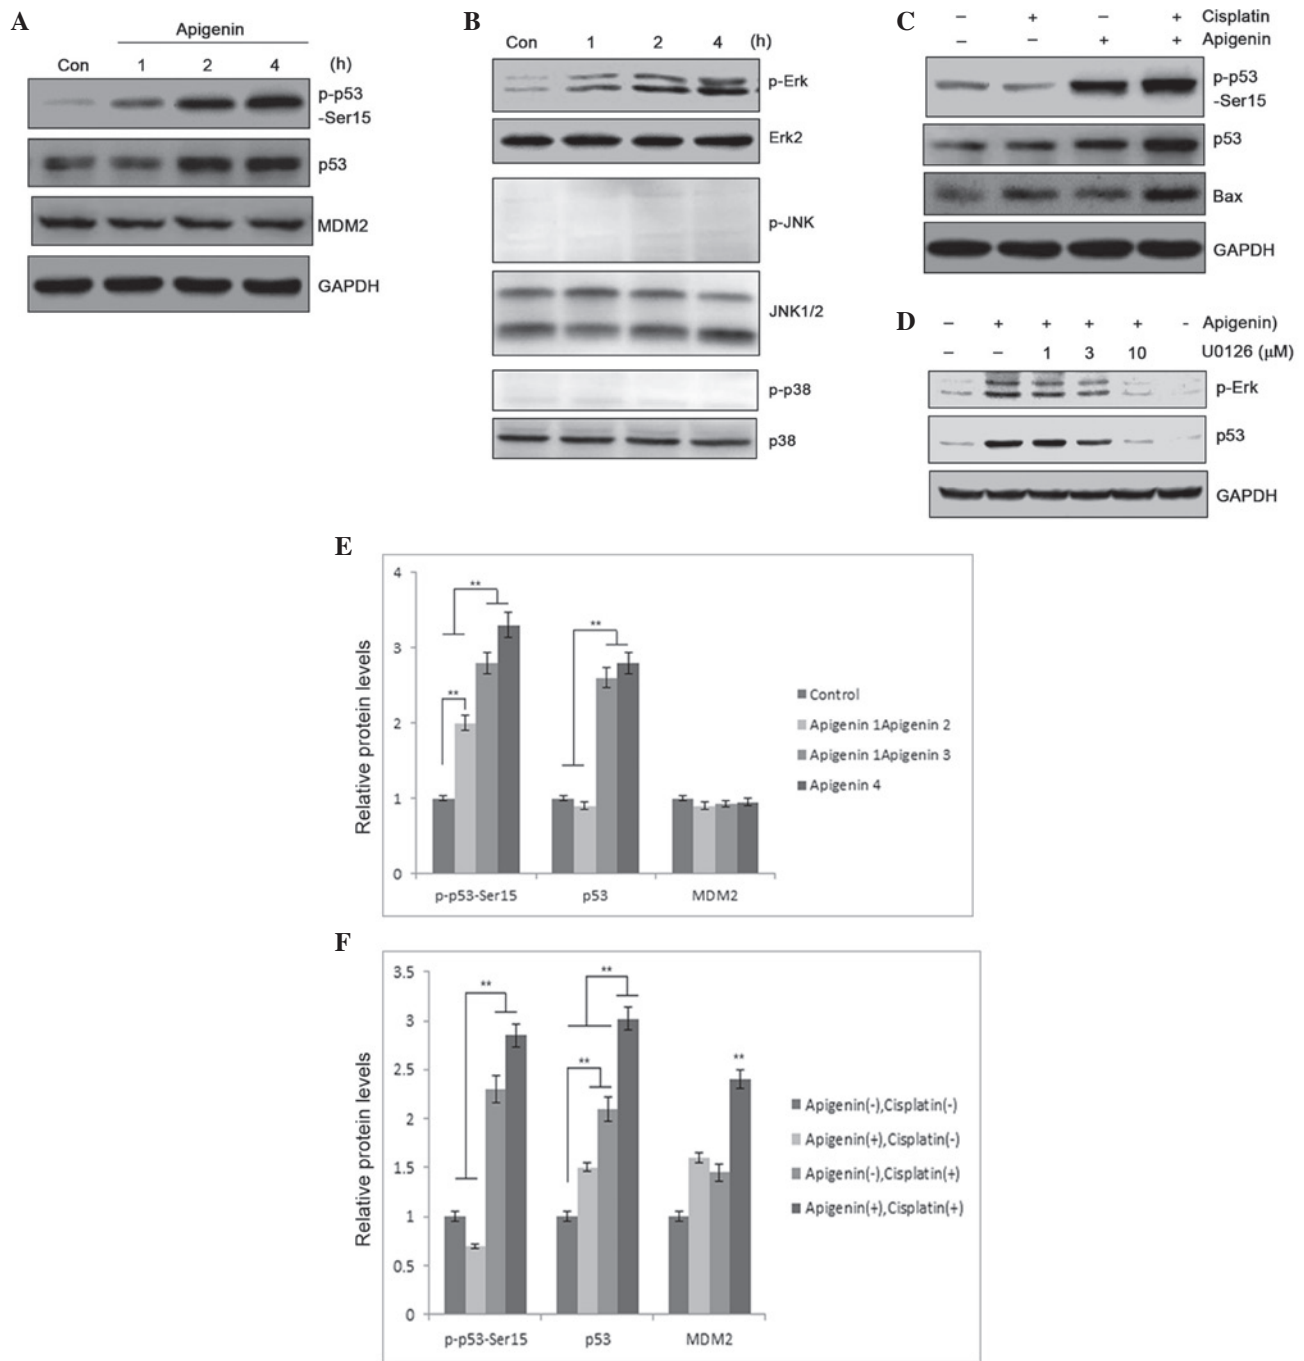 A
Apigenin
Con 1 2 4 (h)
p-p53
-Ser15
p53
MDM2
GAPDH
B
Con 1 2 4 (h)
p-Erk
Erk2
p-JNK
JNK1/2
p-p38
p38
C
– + – + Cisplatin
– – + + Apigenin
p-p53
-Ser15
p53
Bax
GAPDH
D
– + + + + - Apigenin)
– – 1 3 10 U0126 (μM)
p-Erk
p53
GAPDH
E
Relative protein levels
4
3
2
1
0
**
**
**
p-p53-Ser15 p53 MDM2
Control
Apigenin 1Apigenin 2
Apigenin 1Apigenin 3
Apigenin 4
F
Relative protein levels
3.5
3
2.5
2
1.5
1
0.5
0
**
**
**
**
p-p53-Ser15 p53 MDM2
Apigenin(-),Cisplatin(-)
Apigenin(+),Cisplatin(-)
Apigenin(-),Cisplatin(+)
Apigenin(+),Cisplatin(+)